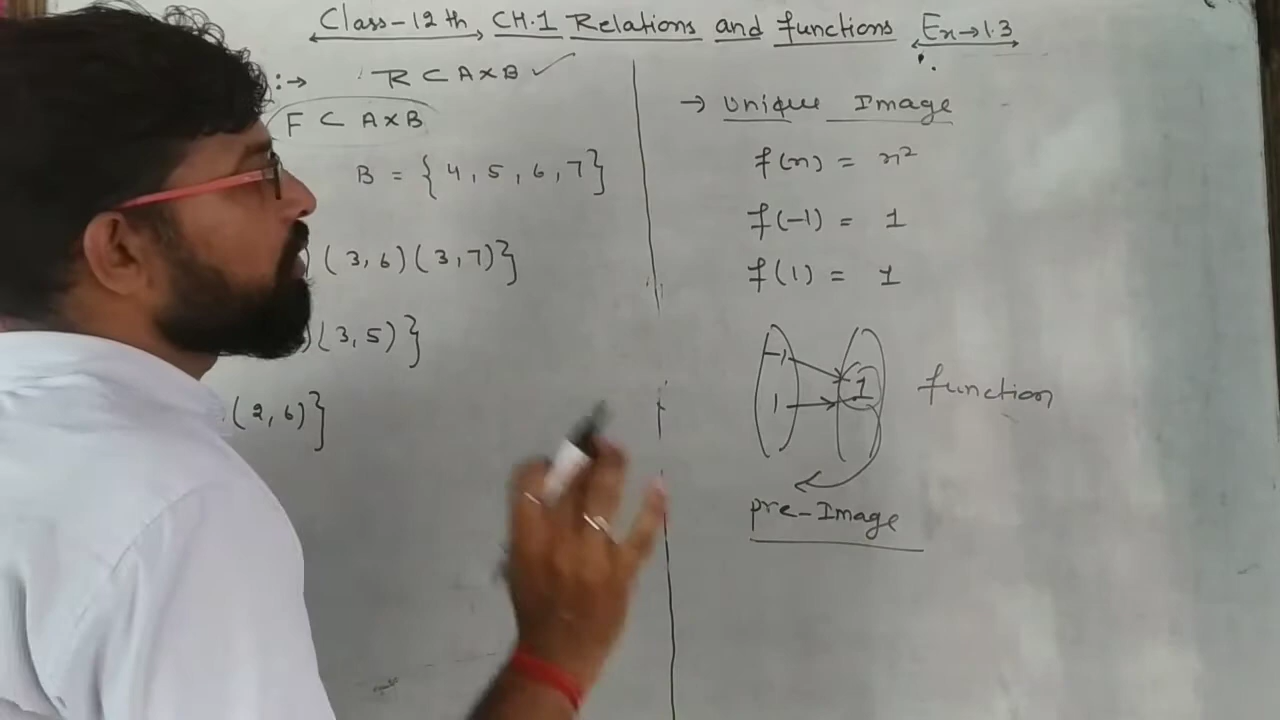 Class-12th CH.1 Relations and functions Ex→1.3
:→ R ⊂ A×B ✓
F ⊂ A×B
B = {4, 5, 6, 7}
) (3,6) (3,7)}
) (3,5)}
(2,6)}
→ Unique Image
f(n) = n²
f(-1) = 1
f(1) = 1
-1 1
1
function
pre-Image